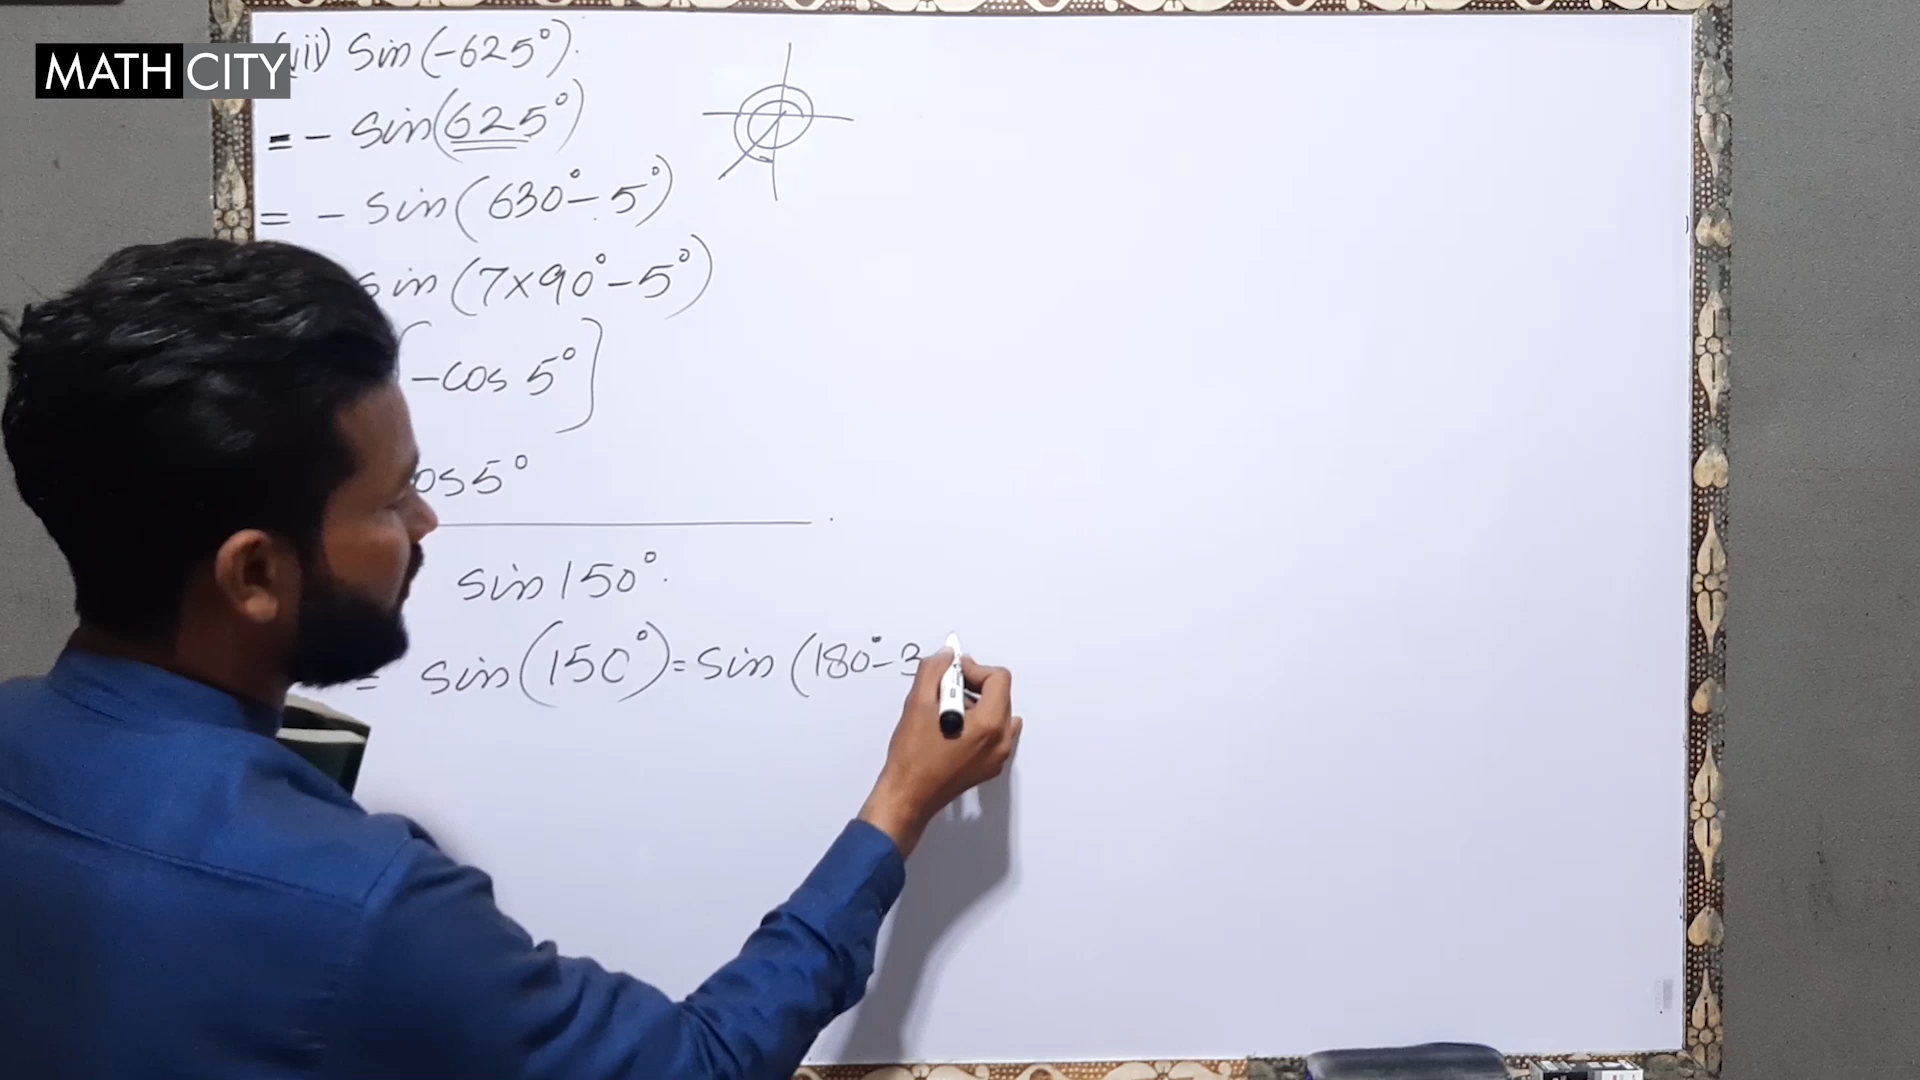 MATH CITY
(vii) Sin(-625°).
= - Sin(625°)
= - Sin(630° - 5°)
Sin(7×90° - 5°)
[-cos 5°]
os 5°
Sin 150°.
= Sin(150°) = Sin(180° - 3